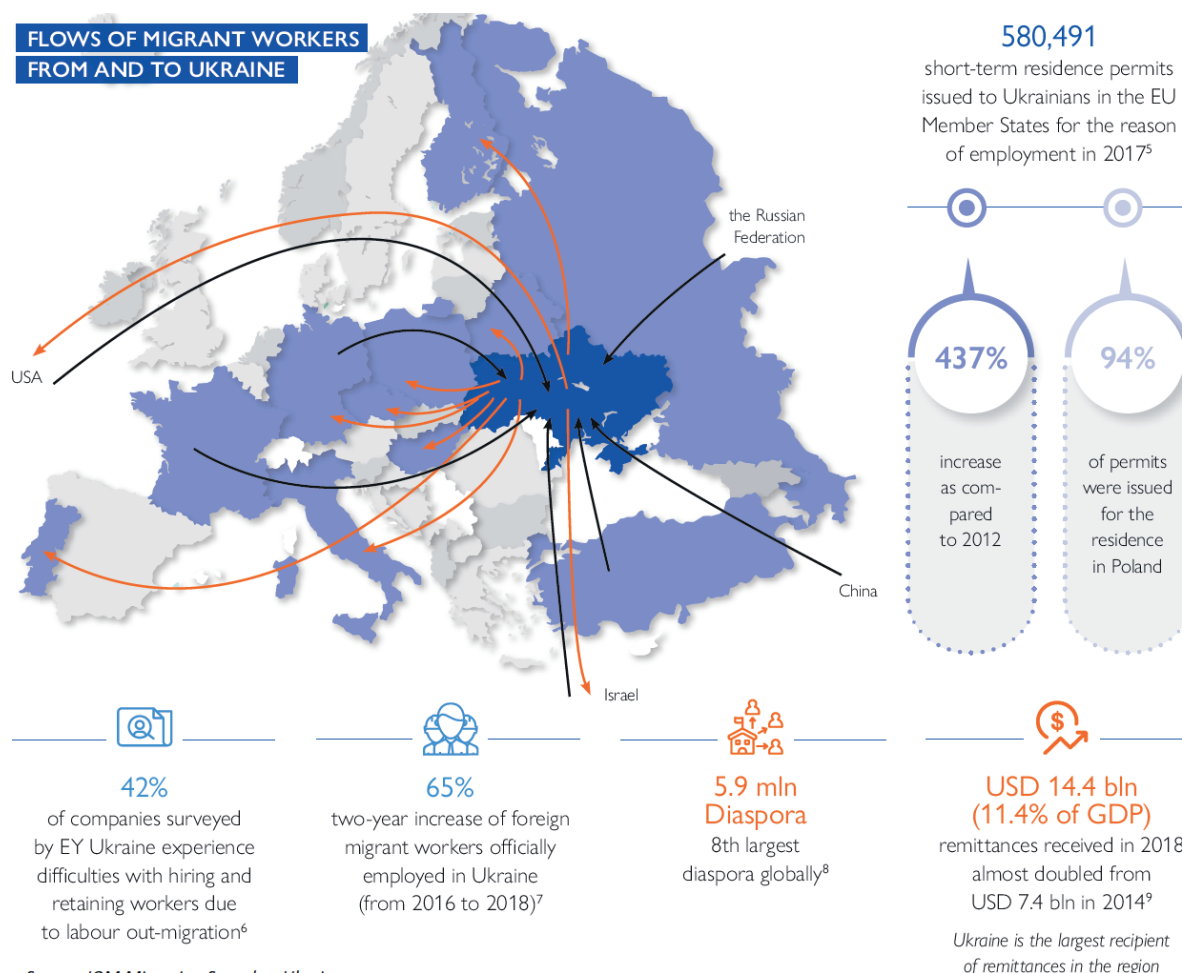 FLOWS OF MIGRANT WORKERS
FROM AND TO UKRAINE
580,491
short-term residence permits
issued to Ukrainians in the EU
Member States for the reason
of employment in 2017⁵
the Russian
Federation
USA
China
Israel
437%
increase
as com-
pared
to 2012
94%
of permits
were issued
for the
residence
in Poland
42%
of companies surveyed
by EY Ukraine experience
difficulties with hiring and
retaining workers due
to labour out-migration⁶
65%
two-year increase of foreign
migrant workers officially
employed in Ukraine
(from 2016 to 2018)⁷
5.9 mln
Diaspora
8th largest
diaspora globally⁸
USD 14.4 bln
(11.4% of GDP)
remittances received in 2018
almost doubled from
USD 7.4 bln in 2014⁹
Ukraine is the largest recipient
of remittances in the region